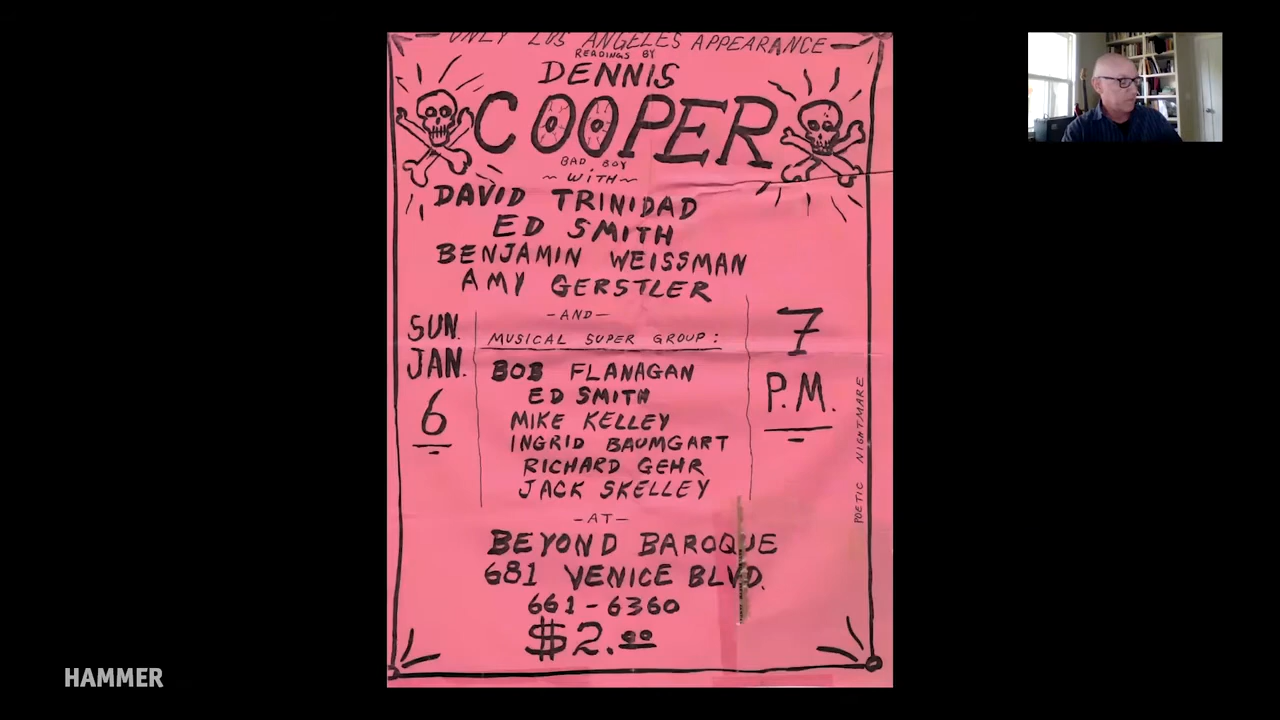 ONLY LOS ANGELES APPEARANCE
READINGS BY
DENNIS
COOPER
BAD BOY
~ WITH ~
DAVID TRINIDAD
ED SMITH
BENJAMIN WEISSMAN
AMY GERSTLER
- AND -
MUSICAL SUPER GROUP:
BOB FLANAGAN
ED SMITH
MIKE KELLEY
INGRID BAUMGART
RICHARD GEHR
JACK SKELLEY
SUN.
JAN.
6
7
P.M.
POETIC NIGHTMARE
- AT -
BEYOND BAROQUE
681 VENICE BLVD.
661-6360
$2.00
HAMMER